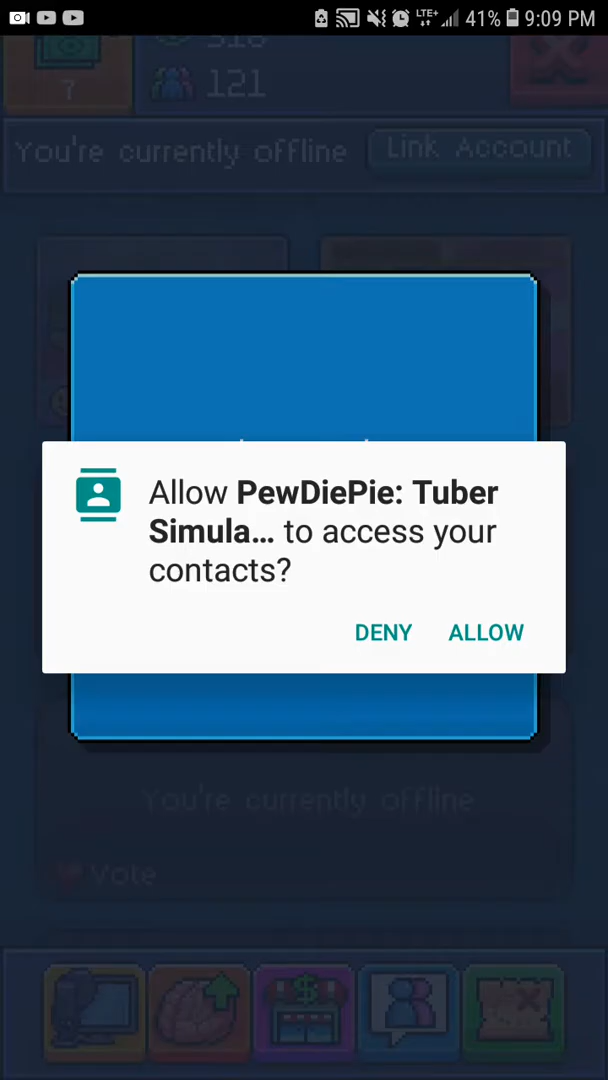 LTE+ 41% 9:09 PM
?
121
You're currently offline
Link Account
Allow PewDiePie: Tuber
Simula... to access your
contacts?
DENY
ALLOW
You're currently offline
Vote